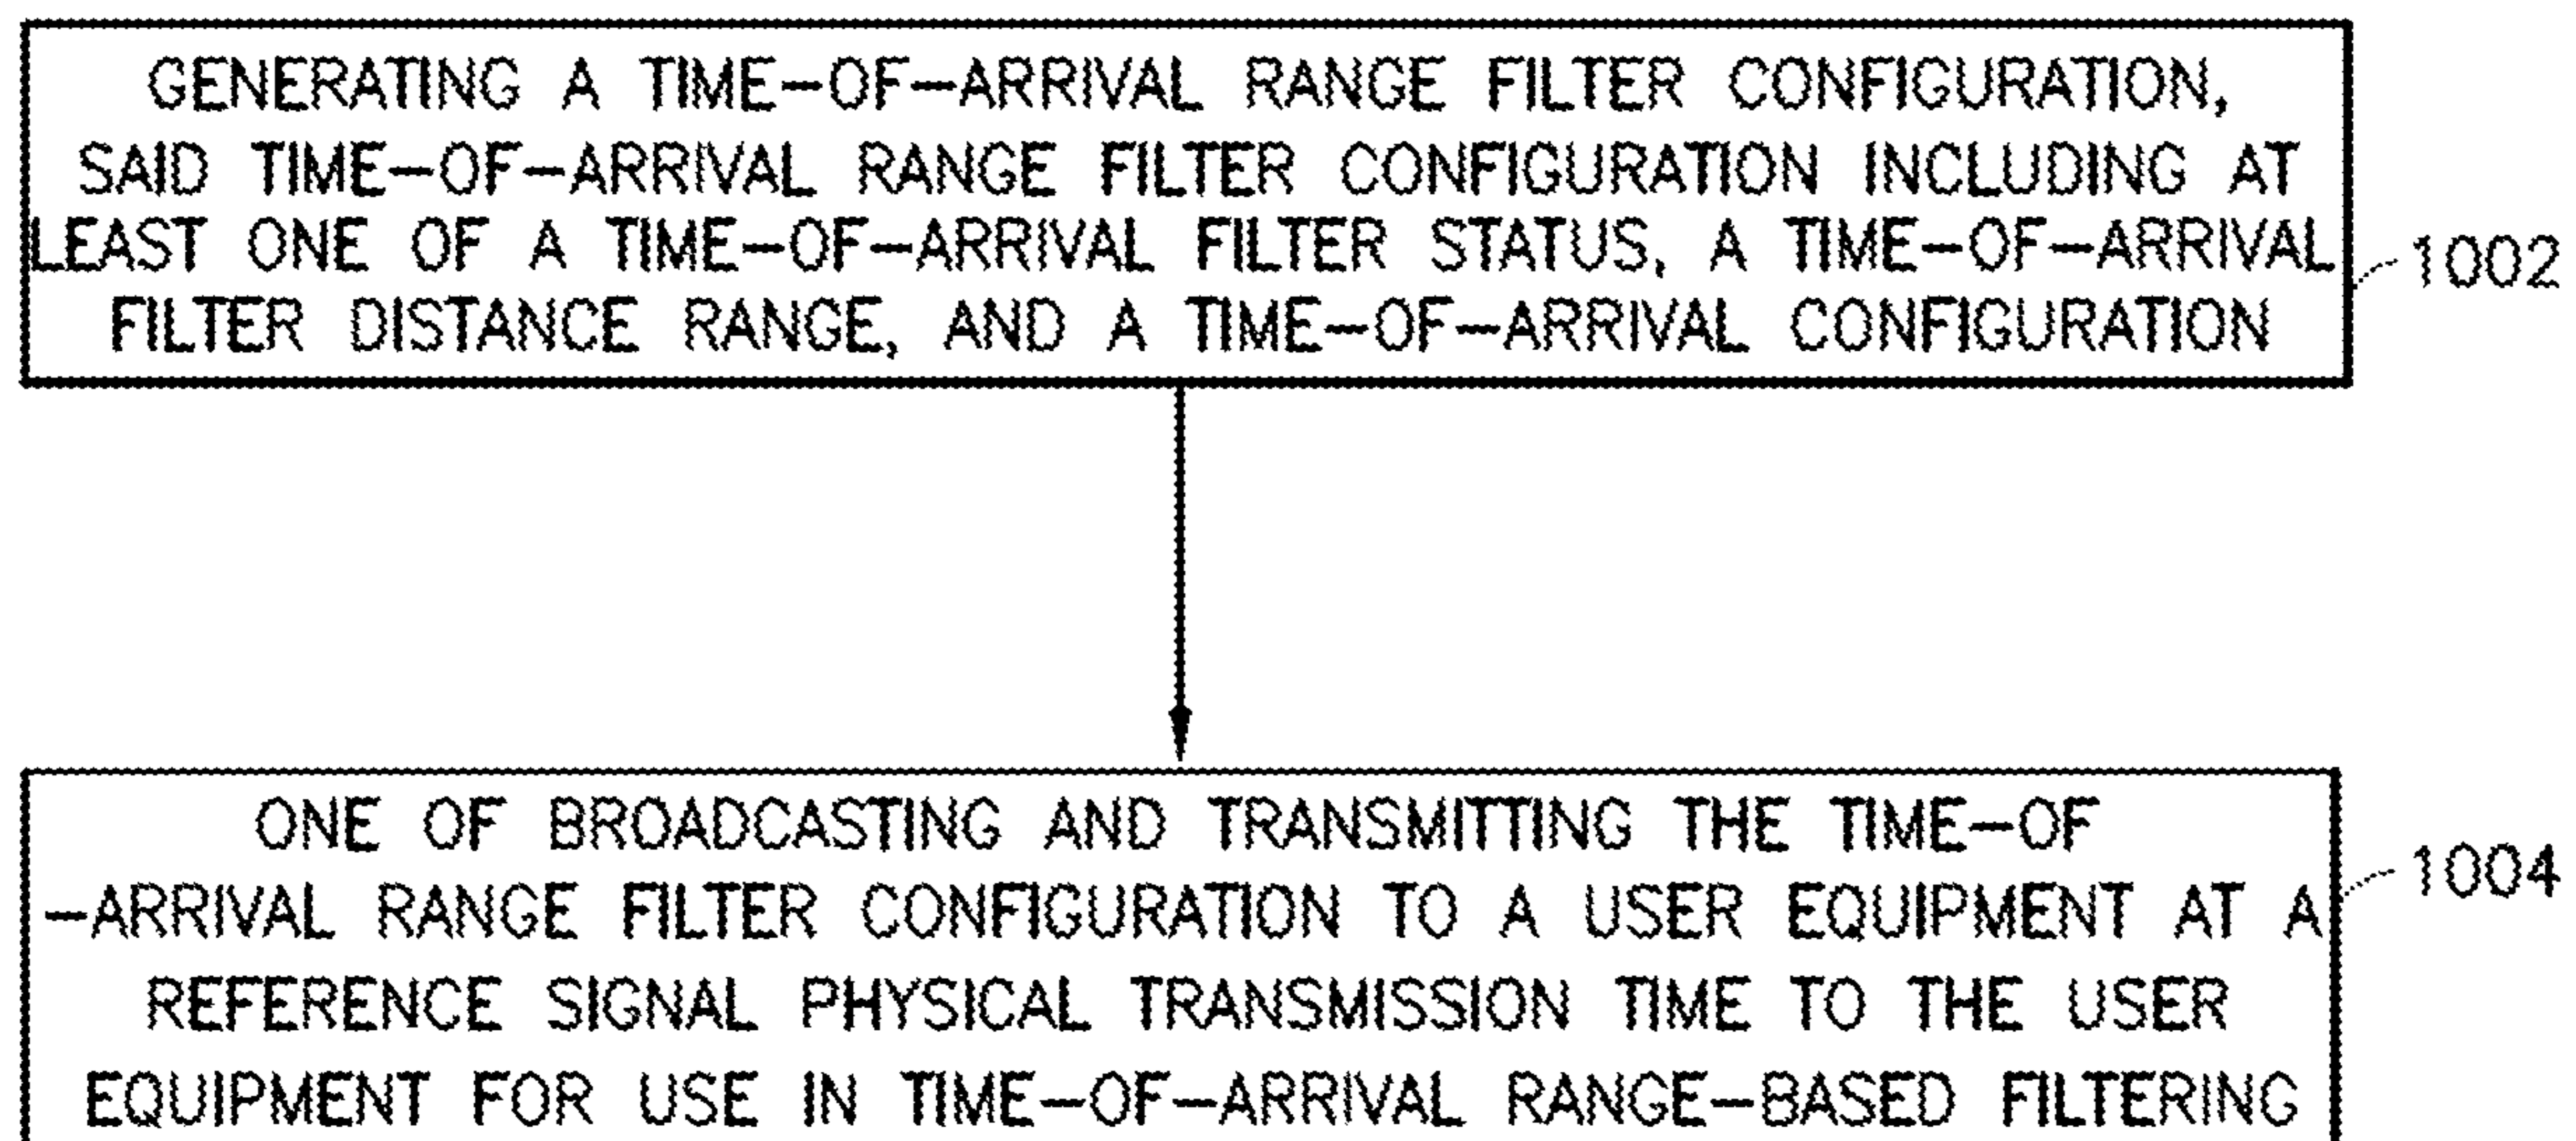 GENERATING A TIME-OF-ARRIVAL RANGE FILTER CONFIGURATION,
SAID TIME-OF-ARRIVAL RANGE FILTER CONFIGURATION INCLUDING AT
LEAST ONE OF A TIME-OF-ARRIVAL FILTER STATUS, A TIME-OF-ARRIVAL
FILTER DISTANCE RANGE, AND A TIME-OF-ARRIVAL CONFIGURATION
1002
ONE OF BROADCASTING AND TRANSMITTING THE TIME-OF
-ARRIVAL RANGE FILTER CONFIGURATION TO A USER EQUIPMENT AT A
REFERENCE SIGNAL PHYSICAL TRANSMISSION TIME TO THE USER
EQUIPMENT FOR USE IN TIME-OF-ARRIVAL RANGE-BASED FILTERING
1004